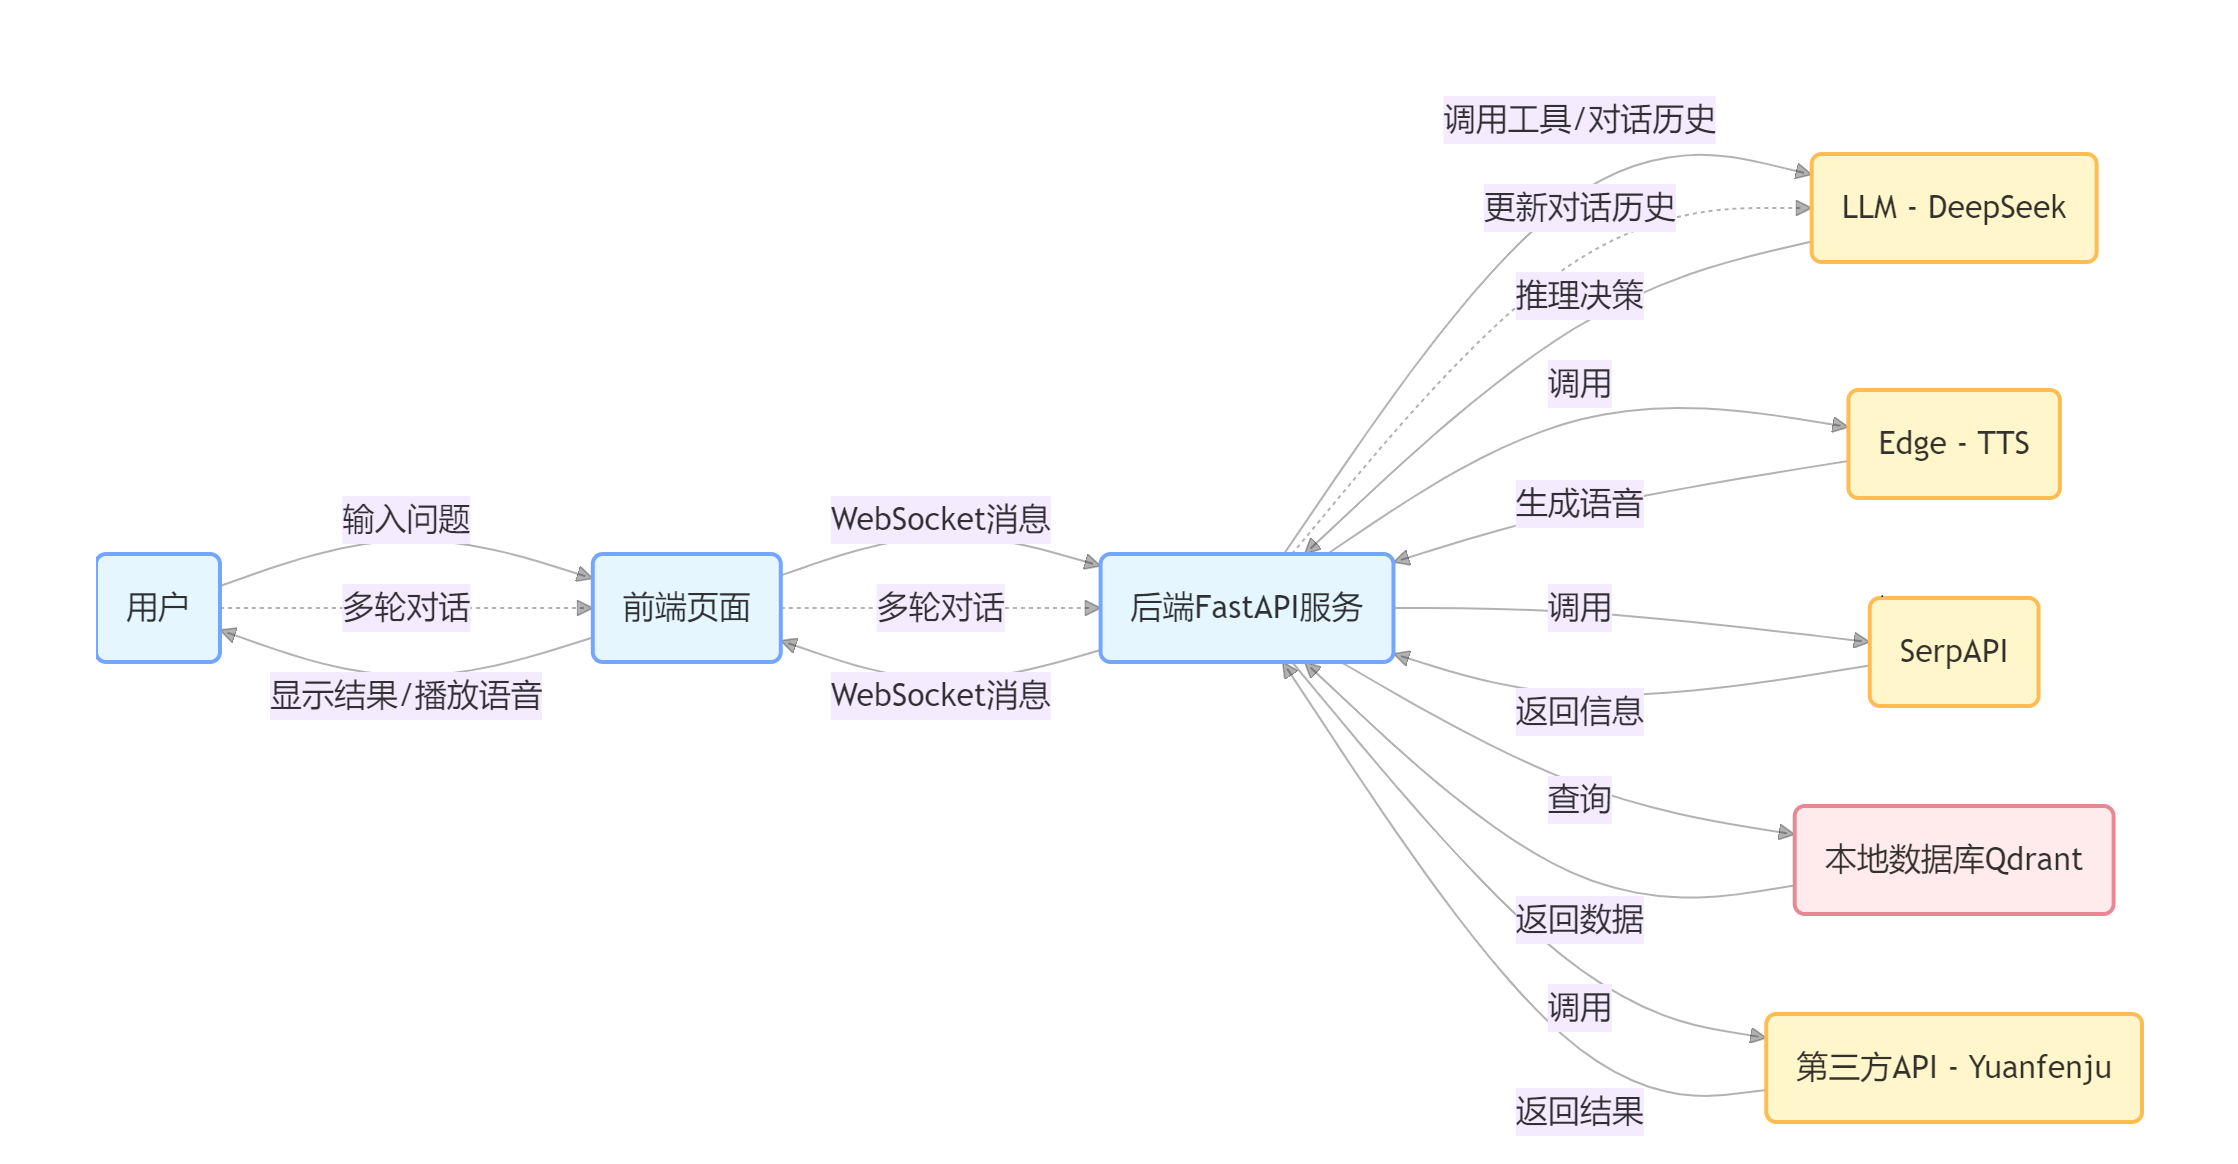 调用工具/对话历史
更新对话历史
LLM - DeepSeek
推理决策
调用
Edge - TTS
生成语音
输入问题
WebSocket消息
用户
多轮对话
前端页面
多轮对话
后端FastAPI服务
调用
SerpAPI
显示结果/播放语音
WebSocket消息
返回信息
查询
本地数据库Qdrant
返回数据
调用
第三方API - Yuanfenju
返回结果